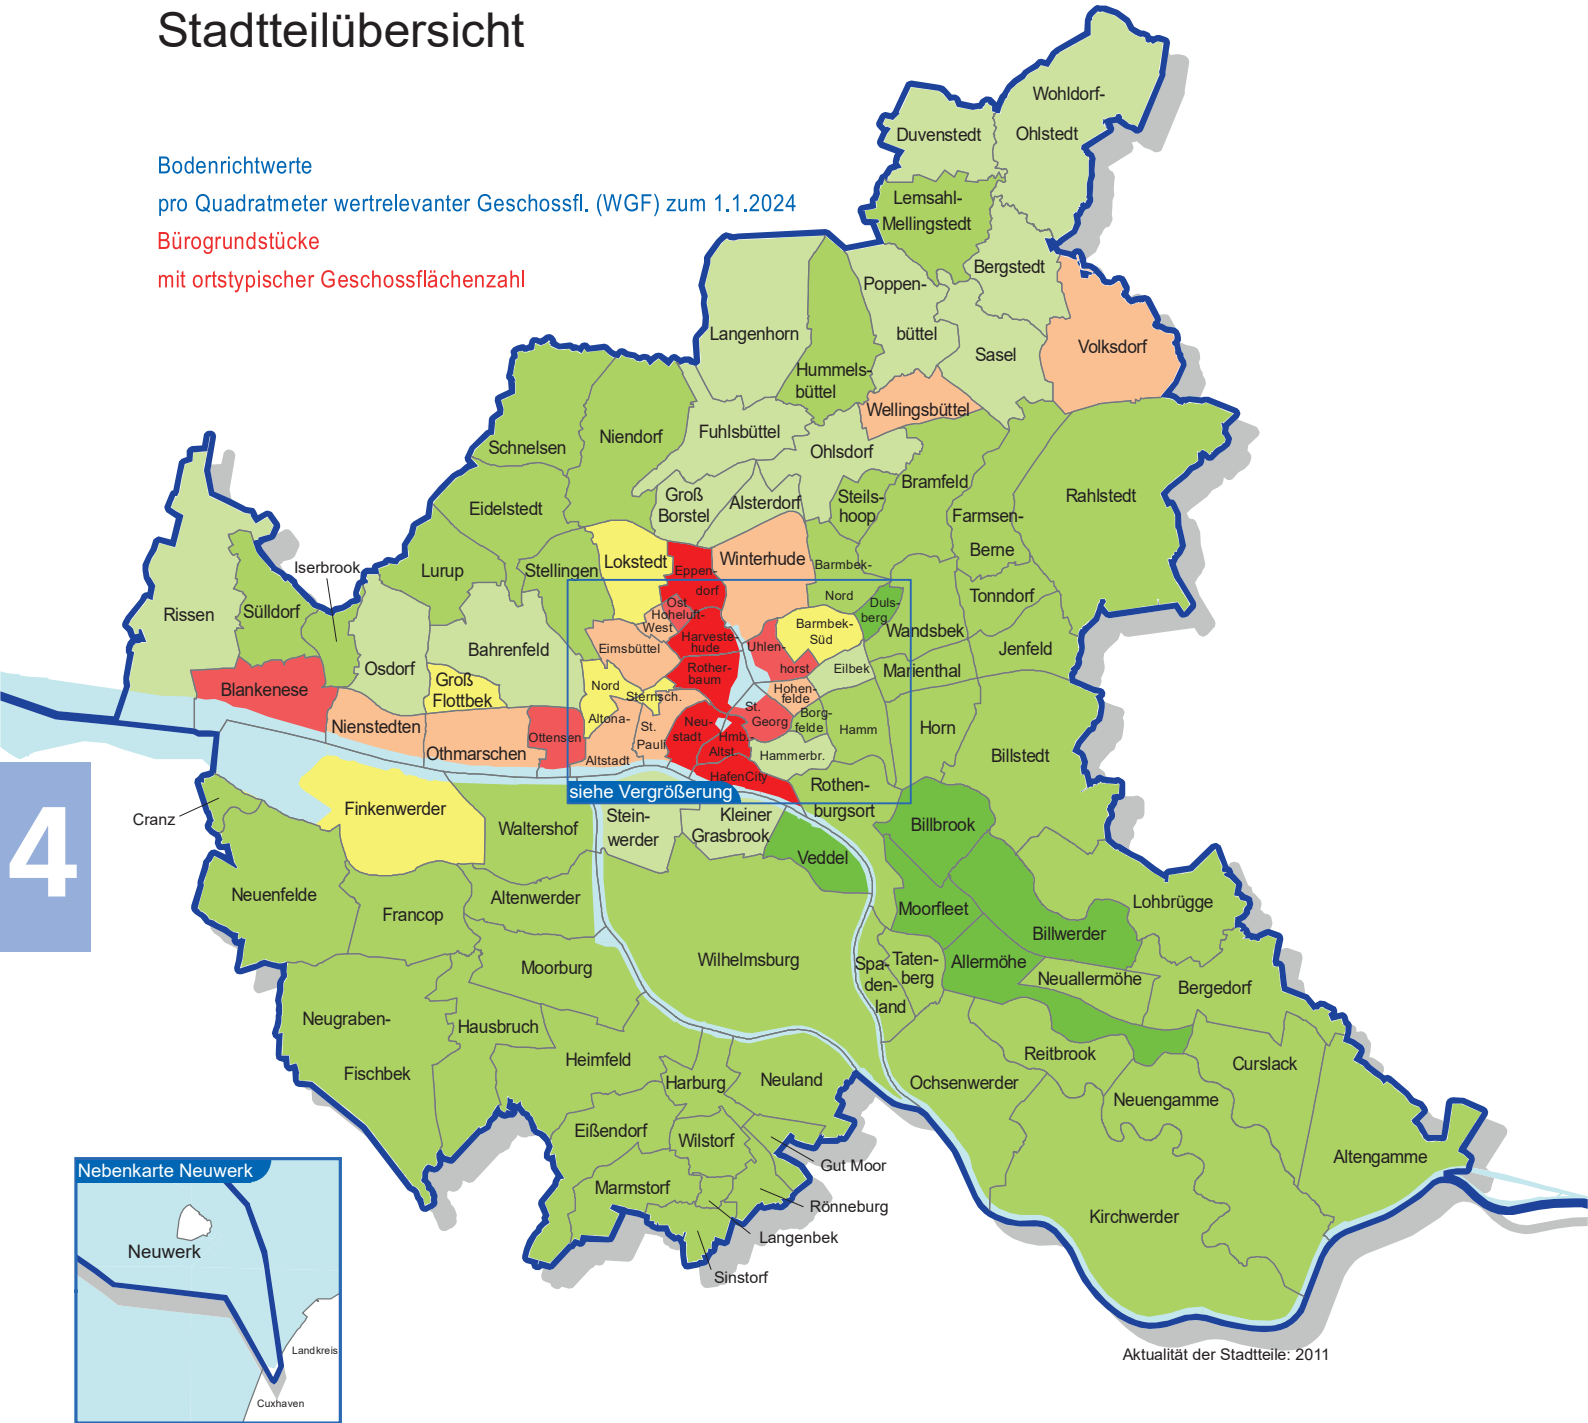 Stadtteilübersicht
Bodenrichtwerte
pro Quadratmeter wertrelevanter Geschossfl. (WGF) zum 1.1.2024
Bürogrundstücke
mit ortstypischer Geschossflächenzahl
Wohldorf-
Ohlstedt
Duvenstedt
Lemsahl-
Mellingstedt
Bergstedt
Poppen-
büttel
Langenhorn
Hummels-
büttel
Sasel
Volksdorf
Wellingsbüttel
Schnelsen
Niendorf
Fuhlsbüttel
Ohlsdorf
Bramfeld
Rahlstedt
Eidelstedt
Groß
Borstel
Alsterdorf
Steils-
hoop
Farmsen-
Berne
Lokstedt
Winterhude
Barmbek-
Nord
Iserbrook
Lurup
Stellingen
Eppen-
dorf
Tonndorf
Rissen
Sülldorf
Ost
Hoheluft-
West
Duls-
berg
Wandsbek
Barmbek-
Süd
Harveste-
hude
Osdorf
Bahrenfeld
Eimsbüttel
Uhlen-
horst
Jenfeld
Eilbek
Marienthal
Rother-
baum
Blankenese
Groß
Flottbek
Nord
Sternsch.
Hohen-
felde
Nienstedten
Othmarschen
Ottensen
Altona-
Altstadt
St.
Pauli
Neu-
stadt
St.
Georg
Borg-
felde
Hamm
Horn
Billstedt
Hmb.-
Altst.
Hammerbr.
HafenCity
Rothen-
burgsort
siehe Vergrößerung
4
Cranz
Finkenwerder
Waltershof
Stein-
werder
Kleiner
Grasbrook
Veddel
Billbrook
Neuenfelde
Francop
Altenwerder
Moorfleet
Lohbrügge
Billwerder
Moorburg
Wilhelmsburg
Spa-
den-
land
Taten-
berg
Allermöhe
Neuallermöhe
Bergedorf
Neugraben-
Fischbek
Hausbruch
Heimfeld
Harburg
Neuland
Reitbrook
Curslack
Ochsenwerder
Neuengamme
Eißendorf
Wilstorf
Gut Moor
Altengamme
Marmstorf
Rönneburg
Langenbek
Sinstorf
Kirchwerder
Nebenkarte Neuwerk
Neuwerk
Landkreis
Cuxhaven
Aktualität der Stadtteile: 2011